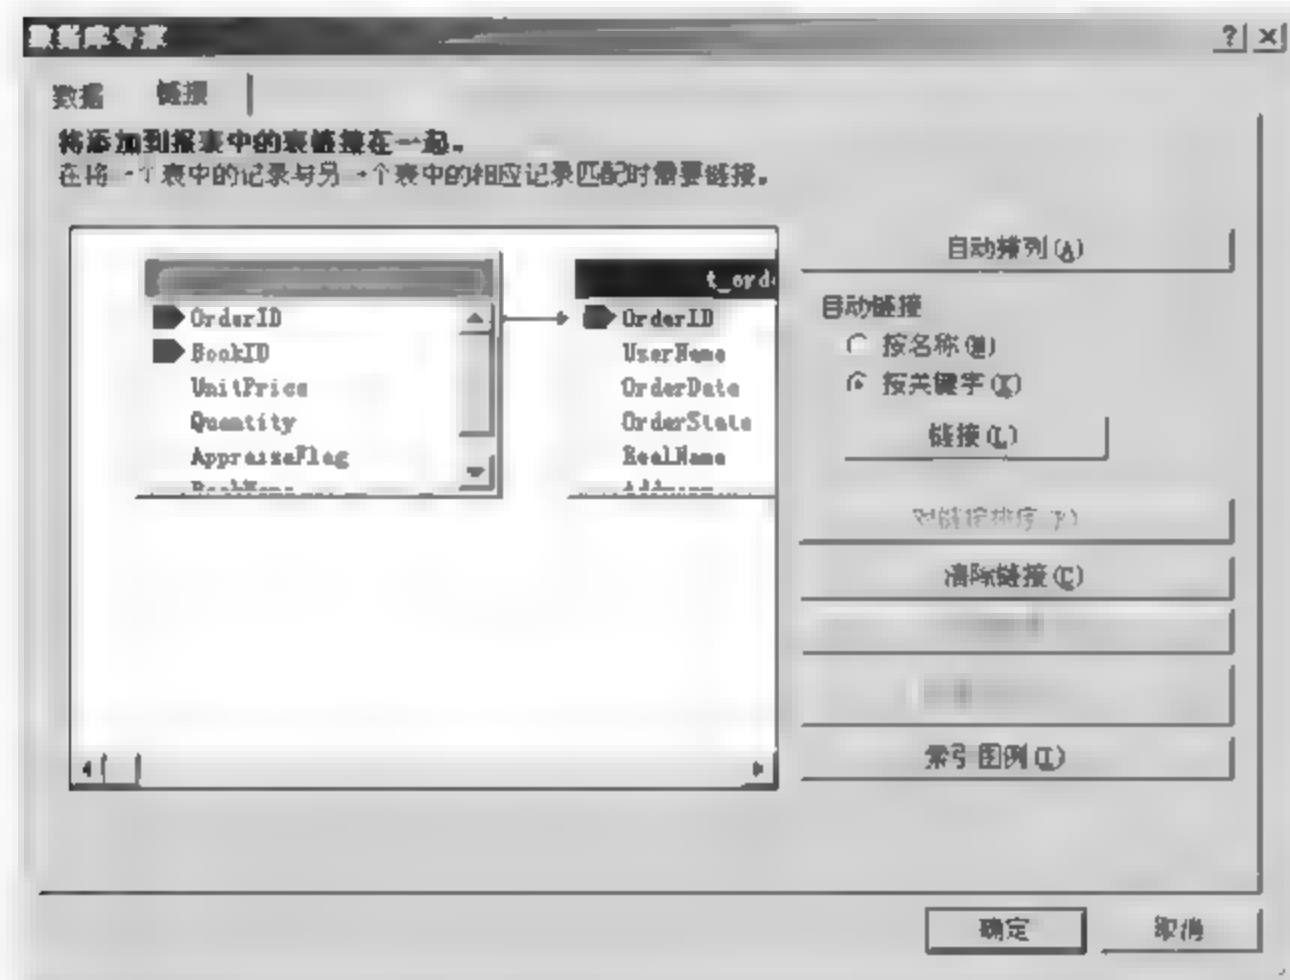 数据库专家
数据 链接
将添加到报表中的表链接在一起。
在将一个表中的记录与另一个表中的相应记录匹配时需要链接。
t_orde
OrderID
BookID
UnitPrice
Quantity
AppraiseFlag
BookName
OrderID
UserName
OrderDate
OrderState
RealName
Address
自动排列(A)
自动链接
按名称(M)
按关键字(K)
链接(L)
对链接排序
清除链接(C)
索引图例(I)
确定 取消